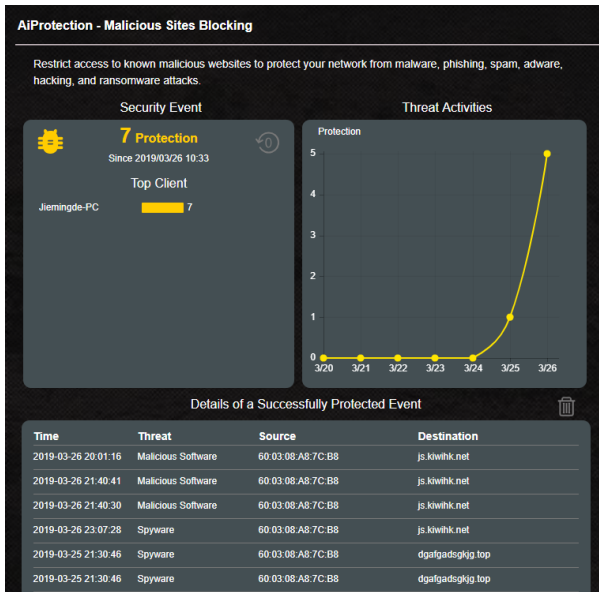 AiProtection - Malicious Sites Blocking
Restrict access to known malicious websites to protect your network from malware, phishing, spam, adware,
hacking, and ransomware attacks.
Security Event
7 Protection
0
Since 2019/03/26 10:33
Top Client
Jiemingde-PC 7
Threat Activities
Protection
5
4
3
2
1
0
3/20 3/21 3/22 3/23 3/24 3/25 3/26
Details of a Successfully Protected Event
Time Threat Source Destination
2019-03-26 20:01:16 Malicious Software 60:03:08:A8:7C:B8 js.kiwihk.net
2019-03-26 21:40:41 Malicious Software 60:03:08:A8:7C:B8 js.kiwihk.net
2019-03-26 21:40:30 Malicious Software 60:03:08:A8:7C:B8 js.kiwihk.net
2019-03-26 23:07:28 Spyware 60:03:08:A8:7C:B8 js.kiwihk.net
2019-03-25 21:30:46 Spyware 60:03:08:A8:7C:B8 dgafgadsgkjg.top
2019-03-25 21:30:46 Spyware 60:03:08:A8:7C:B8 dgafgadsgkjg.top